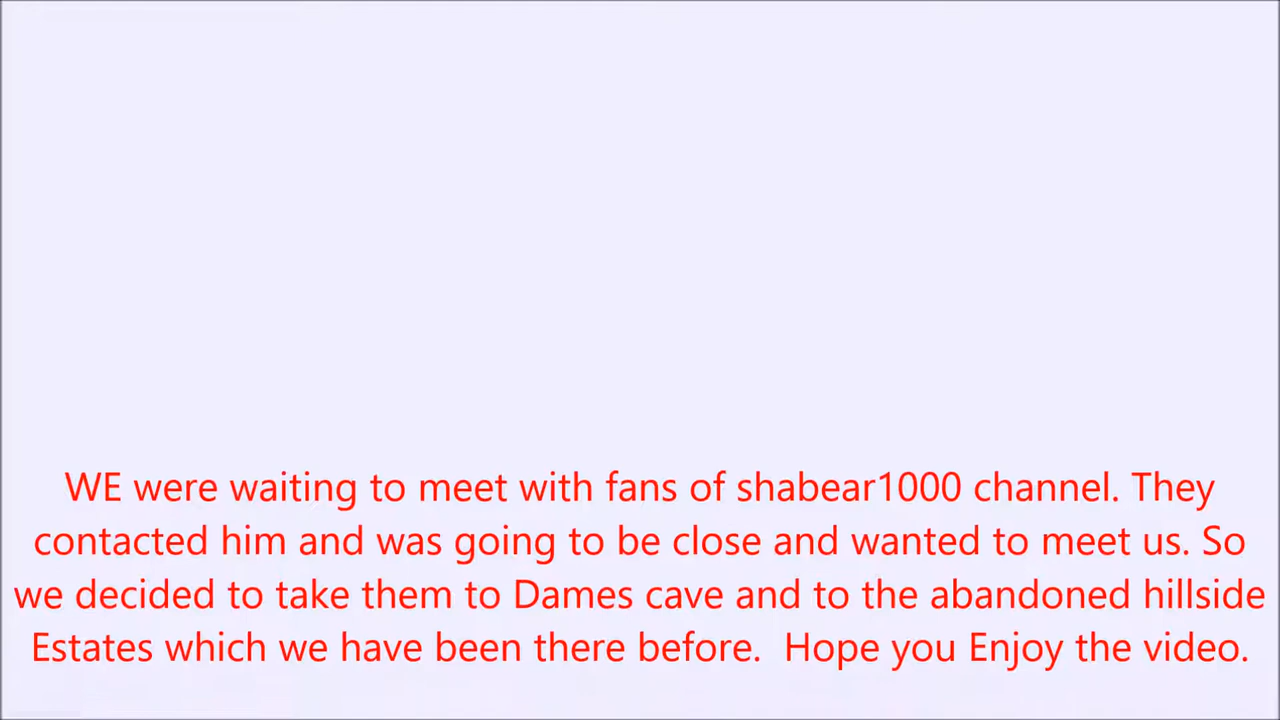 WE were waiting to meet with fans of shabear1000 channel. They
contacted him and was going to be close and wanted to meet us. So
we decided to take them to Dames cave and to the abandoned hillside
Estates which we have been there before.  Hope you Enjoy the video.